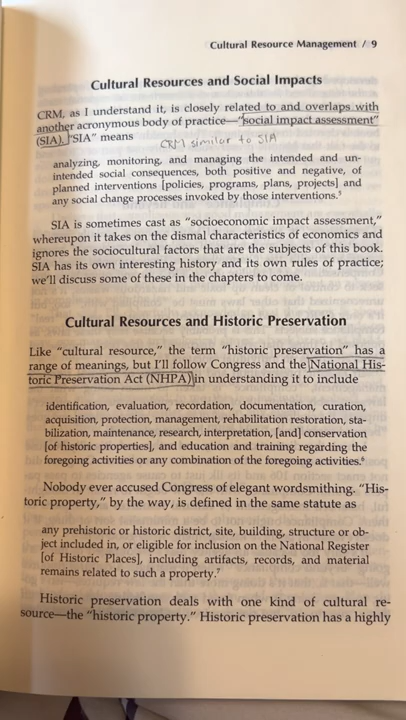 Cultural Resource Management / 9
Cultural Resources and Social Impacts
CRM, as I understand it, is closely related to and overlaps with
another acronymous body of practice—"social impact assessment"
(SIA). "SIA" means
CRM similar to SIA
analyzing, monitoring, and managing the intended and un-
intended social consequences, both positive and negative, of
planned interventions [policies, programs, plans, projects] and
any social change processes invoked by those interventions.⁵
SIA is sometimes cast as "socioeconomic impact assessment,"
whereupon it takes on the dismal characteristics of economics and
ignores the sociocultural factors that are the subjects of this book.
SIA has its own interesting history and its own rules of practice;
we'll discuss some of these in the chapters to come.
Cultural Resources and Historic Preservation
Like "cultural resource," the term "historic preservation" has a
range of meanings, but I'll follow Congress and the National His-
toric Preservation Act (NHPA) in understanding it to include
identification, evaluation, recordation, documentation, curation,
acquisition, protection, management, rehabilitation restoration, sta-
bilization, maintenance, research, interpretation, [and] conservation
[of historic properties], and education and training regarding the
foregoing activities or any combination of the foregoing activities.⁶
Nobody ever accused Congress of elegant wordsmithing. "His-
toric property," by the way, is defined in the same statute as
any prehistoric or historic district, site, building, structure or ob-
ject included in, or eligible for inclusion on the National Register
[of Historic Places], including artifacts, records, and material
remains related to such a property.⁷
Historic preservation deals with one kind of cultural re-
source—the "historic property." Historic preservation has a highly